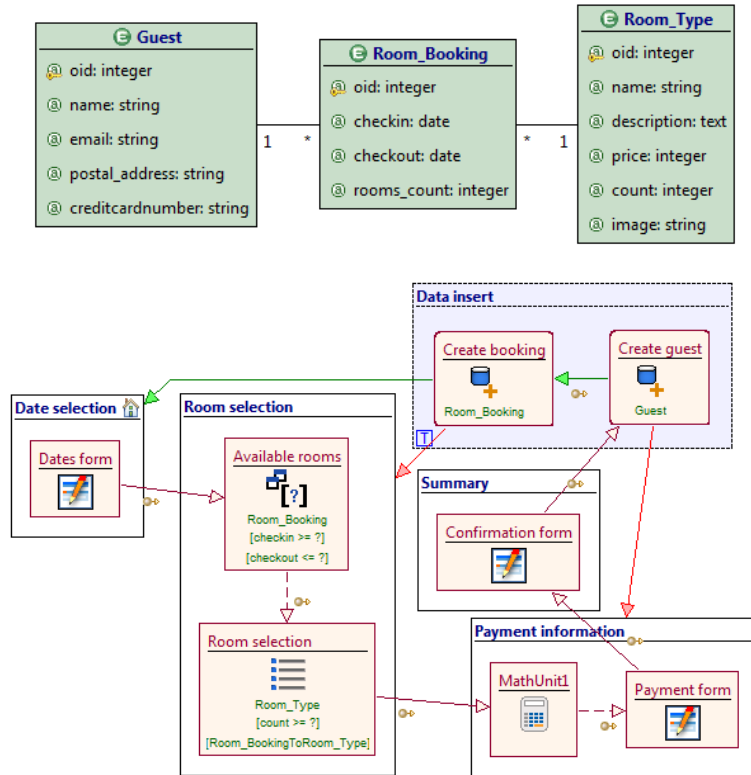 Guest
oid: integer
name: string
email: string
postal_address: string
creditcardnumber: string
1 *
Room_Booking
oid: integer
checkin: date
checkout: date
rooms_count: integer
* 1
Room_Type
oid: integer
name: string
description: text
price: integer
count: integer
image: string
Data insert
Create booking
Room_Booking
Create guest
Guest
T
Date selection
Dates form
Room selection
Available rooms
[?]
Room_Booking
[checkin >= ?]
[checkout <= ?]
Room selection
Room_Type
[count >= ?]
[Room_BookingToRoom_Type]
Summary
Confirmation form
Payment information
MathUnit1
Payment form